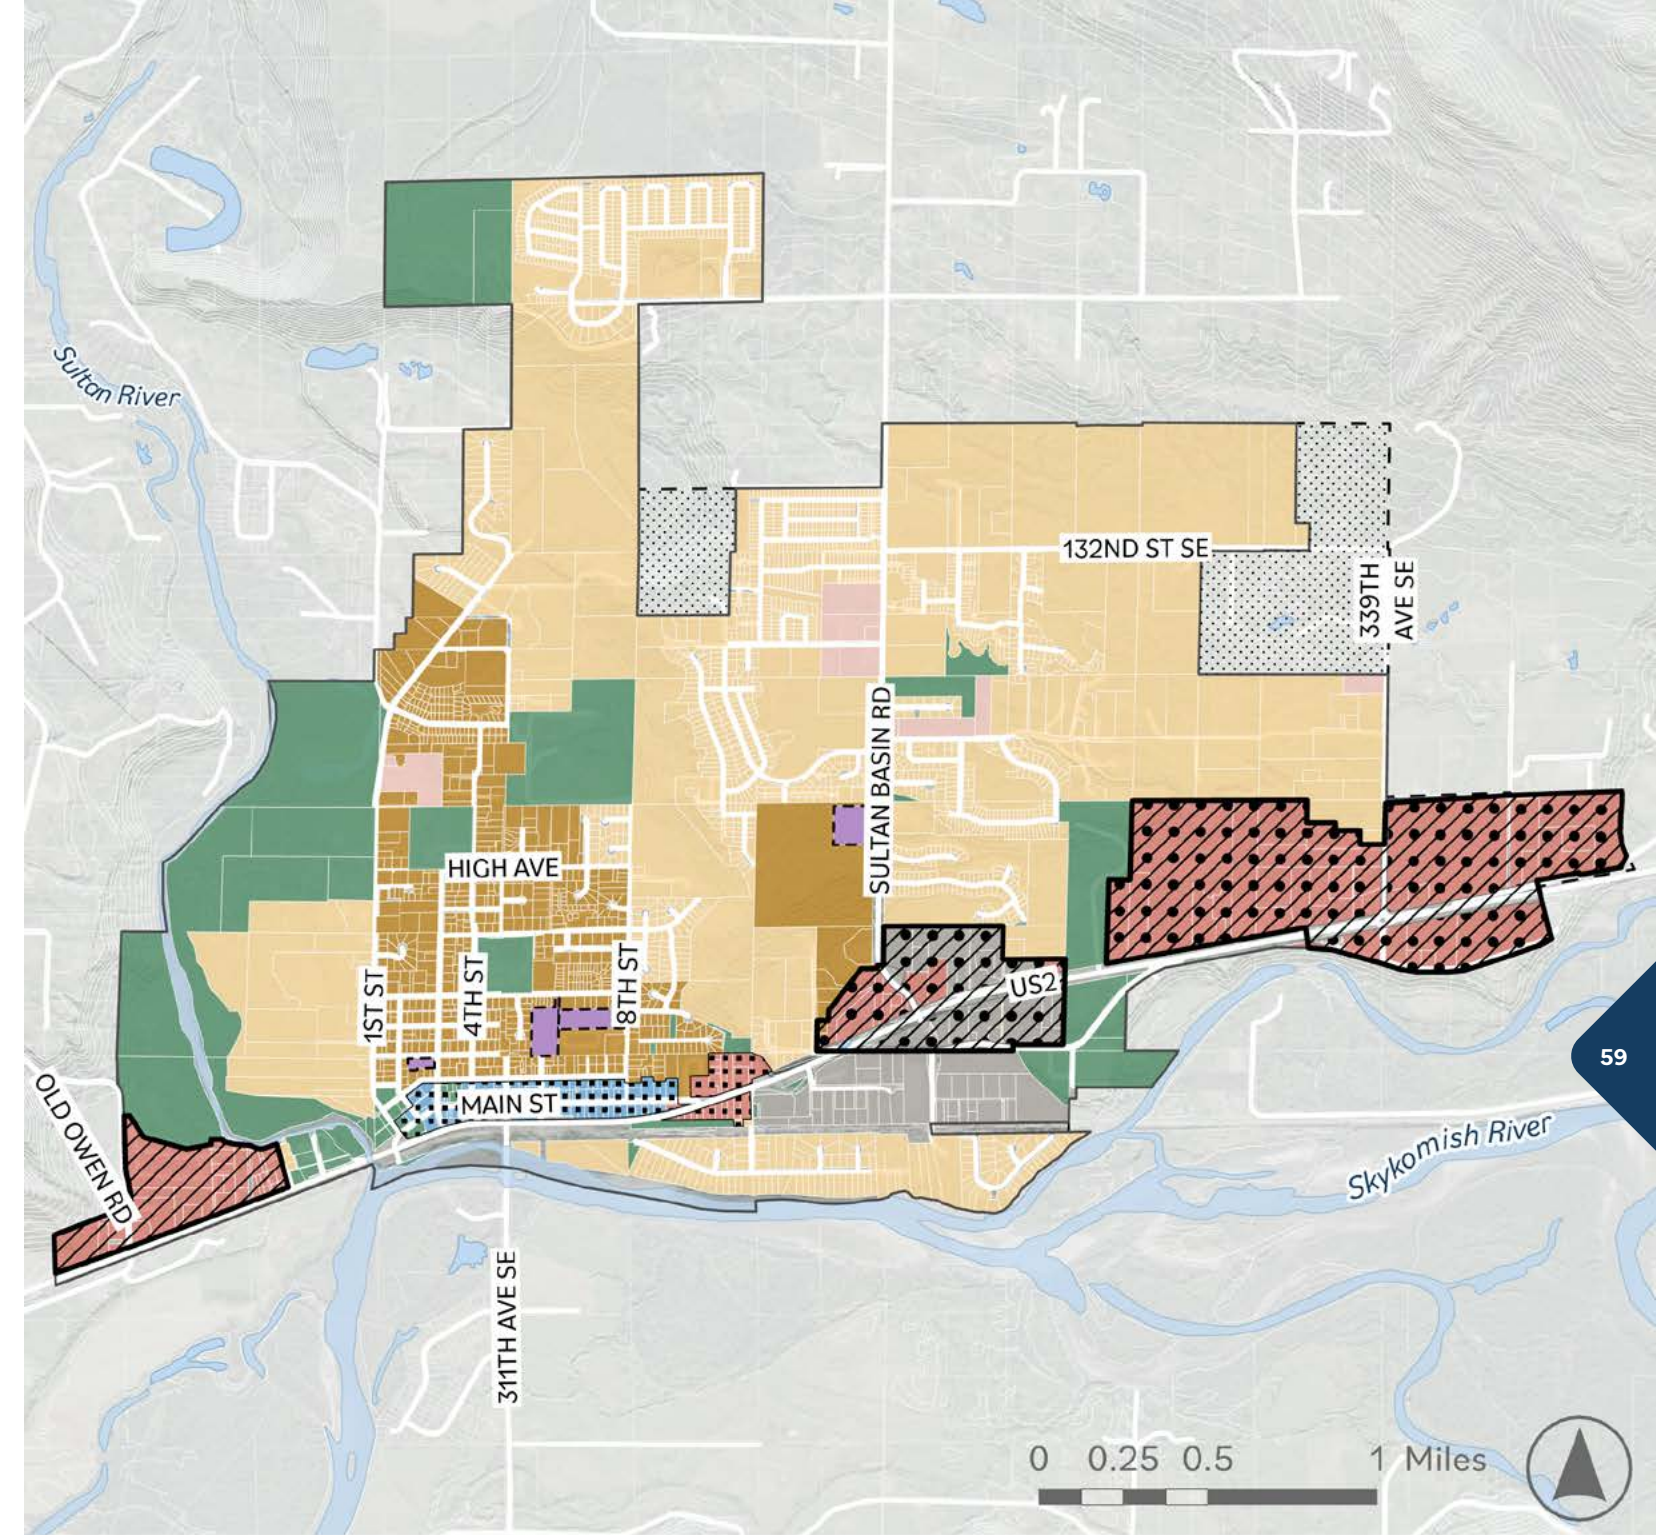 Sultan River
132ND ST SE
339TH
AVE SE
SULTAN BASIN RD
HIGH AVE
1ST ST
4TH ST
8TH ST
US2
59
MAIN ST
OLD OWEN RD
Skykomish River
311TH AVE SE
0 0.25 0.5 1 Miles